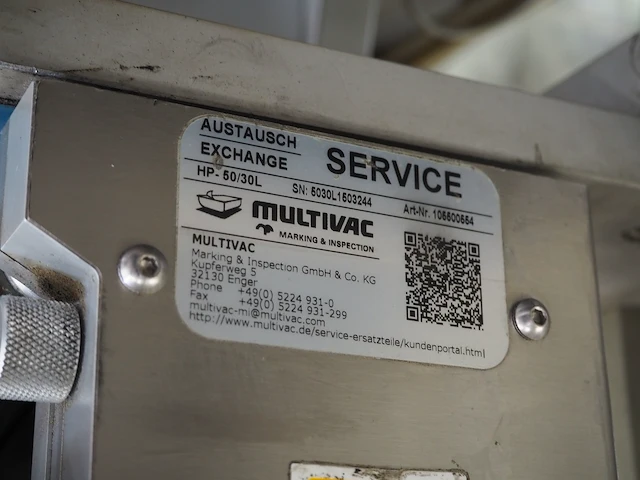 AUSTAUSCH
EXCHANGE
SERVICE
HP- 50/30L SN: 5030L1503244 Art-Nr. 106600554
MULTIVAC
MARKING & INSPECTION
MULTIVAC
Marking & Inspection GmbH & Co. KG
Kupferweg 5
32130 Enger
Phone +49(0) 5224 931-0
Fax +49(0) 5224 931-299
multivac-mi@multivac.com
http://www.multivac.de/service-ersatzteile/kundenportal.html